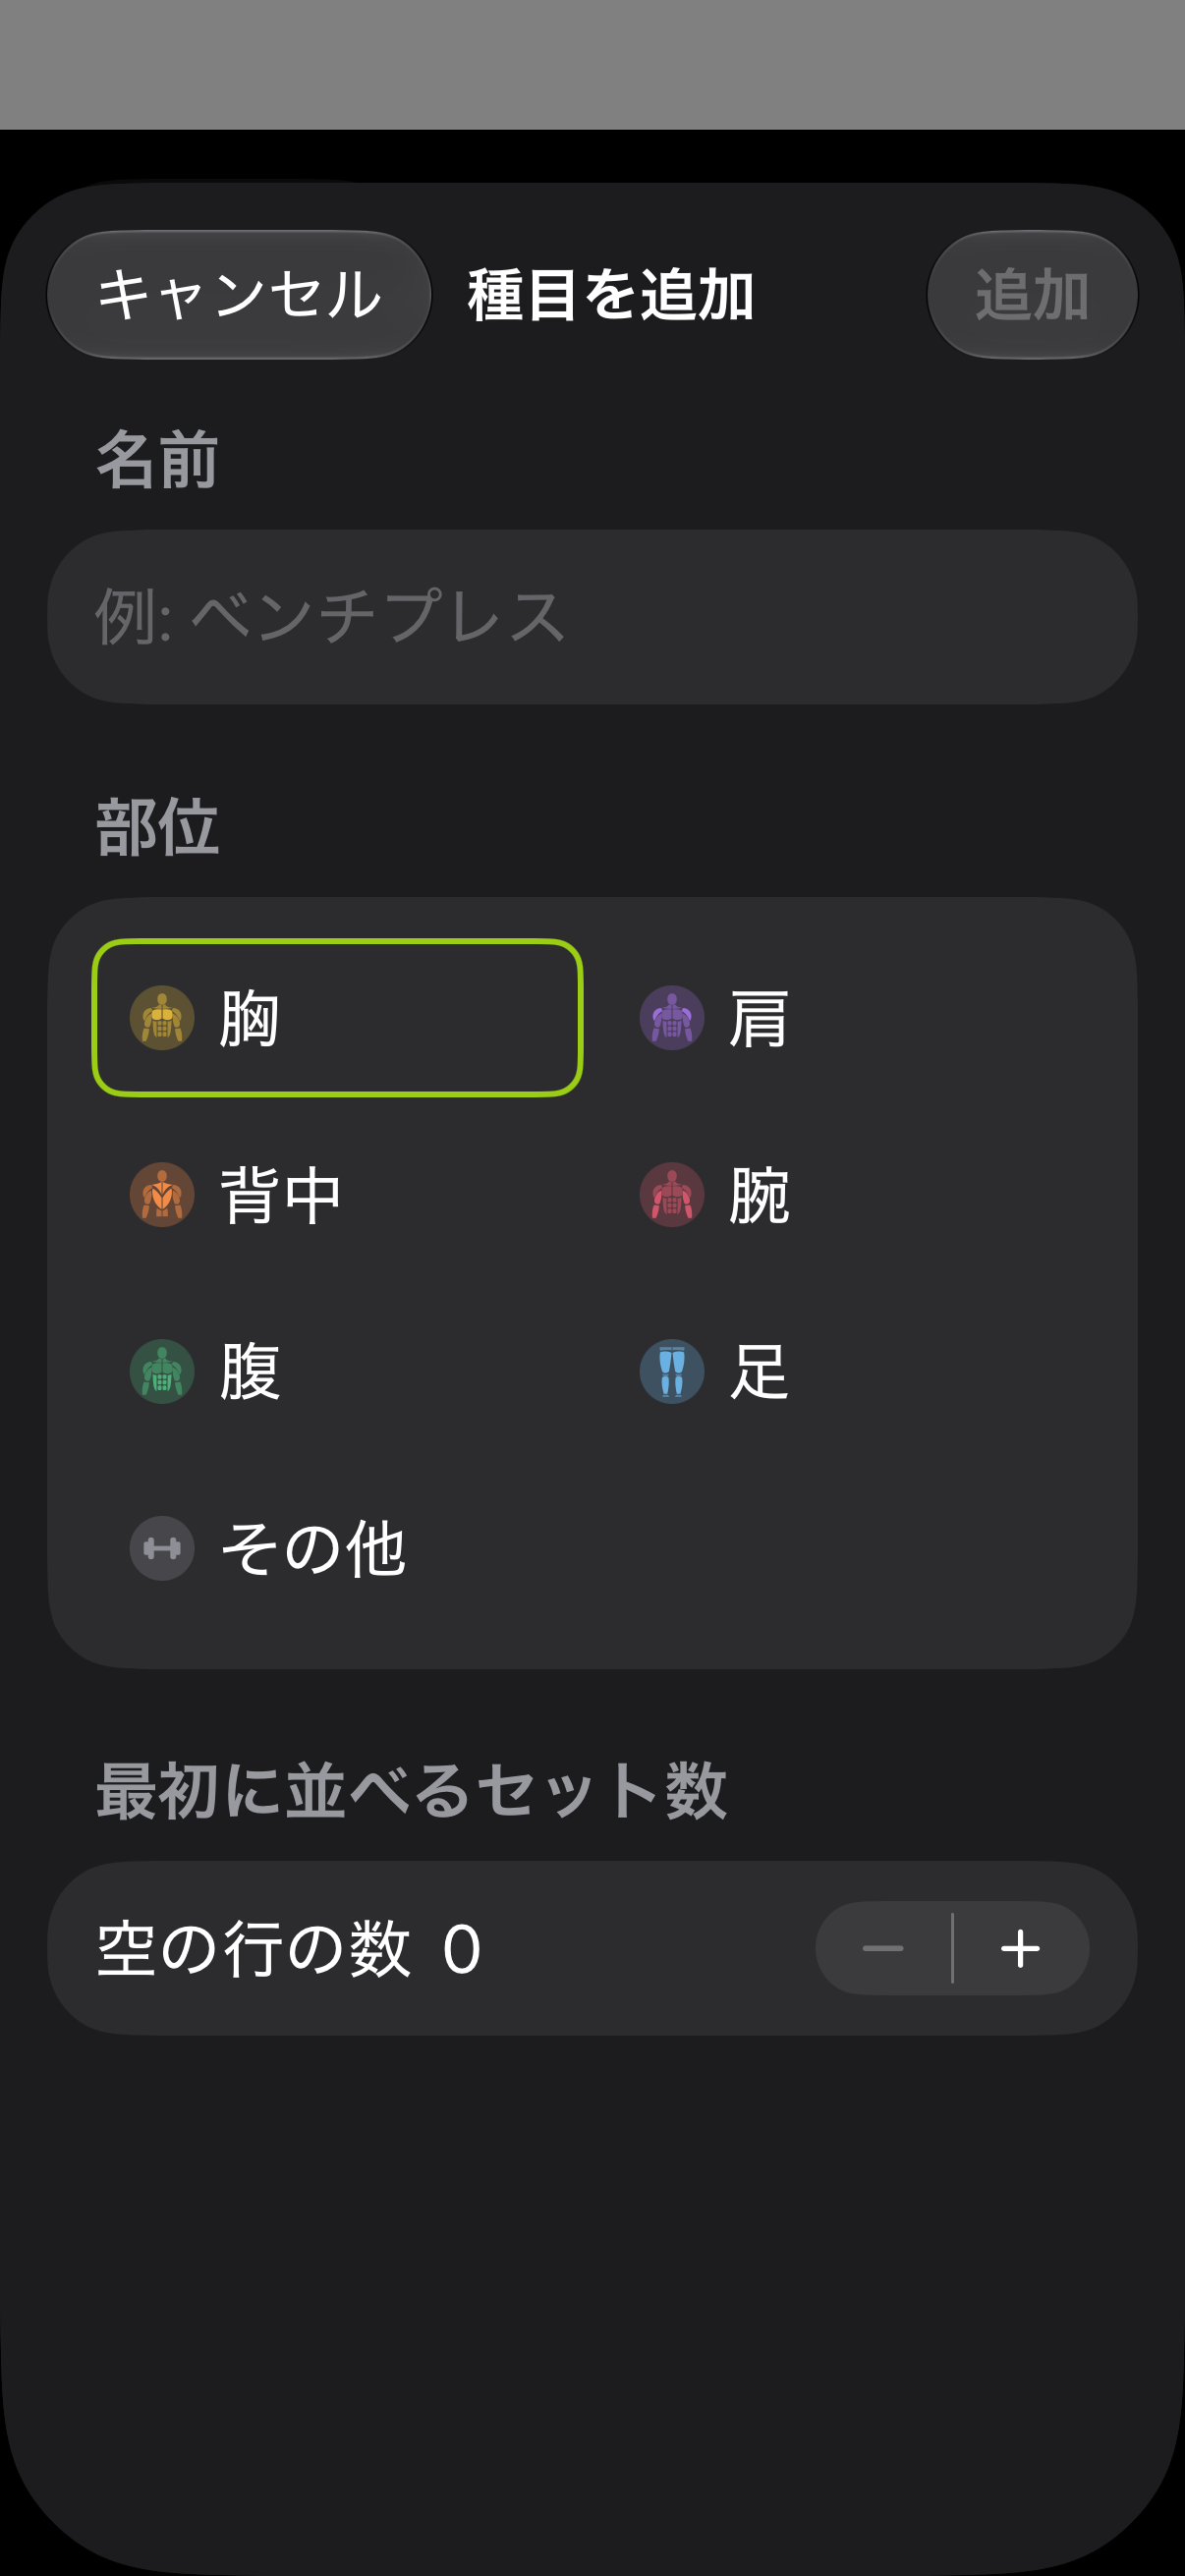 キャンセル 種目を追加 追加
名前
例: ベンチプレス
部位
胸 肩
背中 腕
腹 足
その他
最初に並べるセット数
空の行の数 0